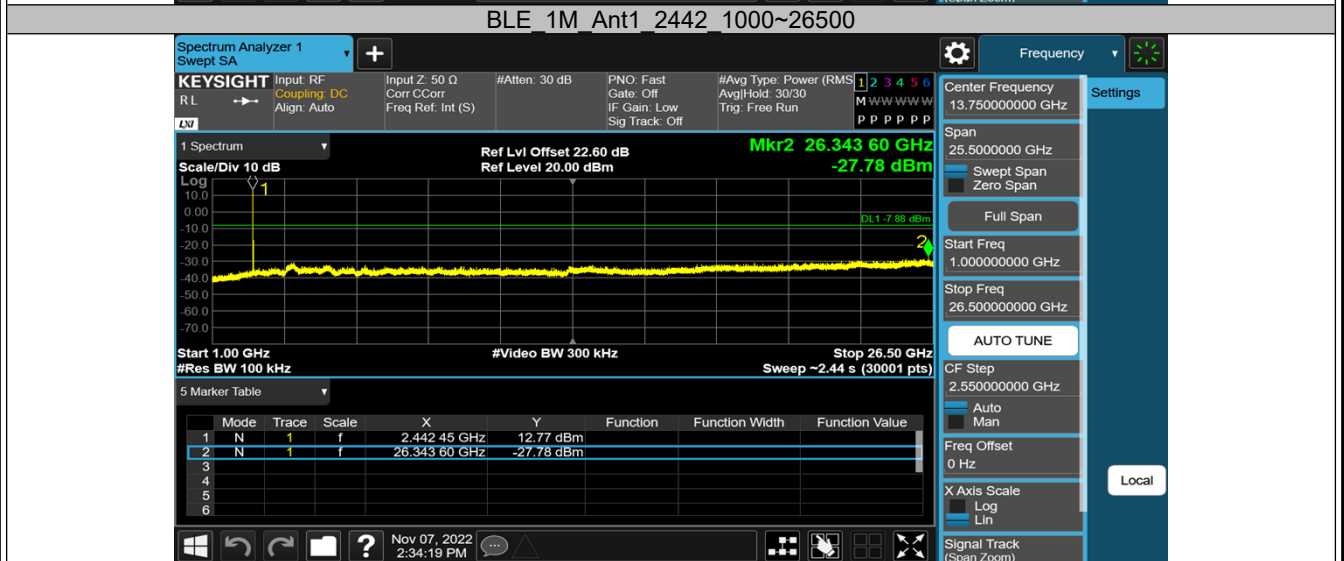 (Span Zoom)
BLE_1M_Ant1_2442_1000~26500
Spectrum Analyzer 1
Swept SA
Frequency
KEYSIGHT
RL
LXI
Input: RF
Coupling: DC
Align: Auto
Input Z: 50 Ω
Corr CCorr
Freq Ref: Int (S)
#Atten: 30 dB
PNO: Fast
Gate: Off
IF Gain: Low
Sig Track: Off
#Avg Type: Power (RMS
Avg|Hold: 30/30
Trig: Free Run
1 2 3 4 5 6
M W W W W W
P P P P P P
1 Spectrum
Scale/Div 10 dB
Ref Lvl Offset 22.60 dB
Ref Level 20.00 dBm
Mkr2 26.343 60 GHz
-27.78 dBm
Log
1
10.0
0.00
-10.0
-20.0
-30.0
-40.0
-50.0
-60.0
-70.0
DL1 -7.88 dBm
2
Start 1.00 GHz
#Res BW 100 kHz
#Video BW 300 kHz
Stop 26.50 GHz
Sweep ~2.44 s (30001 pts)
5 Marker Table
Mode Trace Scale X Y Function Function Width Function Value
1 N 1 f 2.442 45 GHz 12.77 dBm
2 N 1 f 26.343 60 GHz -27.78 dBm
3
4
5
6
Nov 07, 2022
2:34:19 PM
Center Frequency
13.750000000 GHz
Settings
Span
25.5000000 GHz
Swept Span
Zero Span
Full Span
Start Freq
1.000000000 GHz
Stop Freq
26.500000000 GHz
AUTO TUNE
CF Step
2.550000000 GHz
Auto
Man
Freq Offset
0 Hz
X Axis Scale
Log
Lin
Local
Signal Track
(Span Zoom)